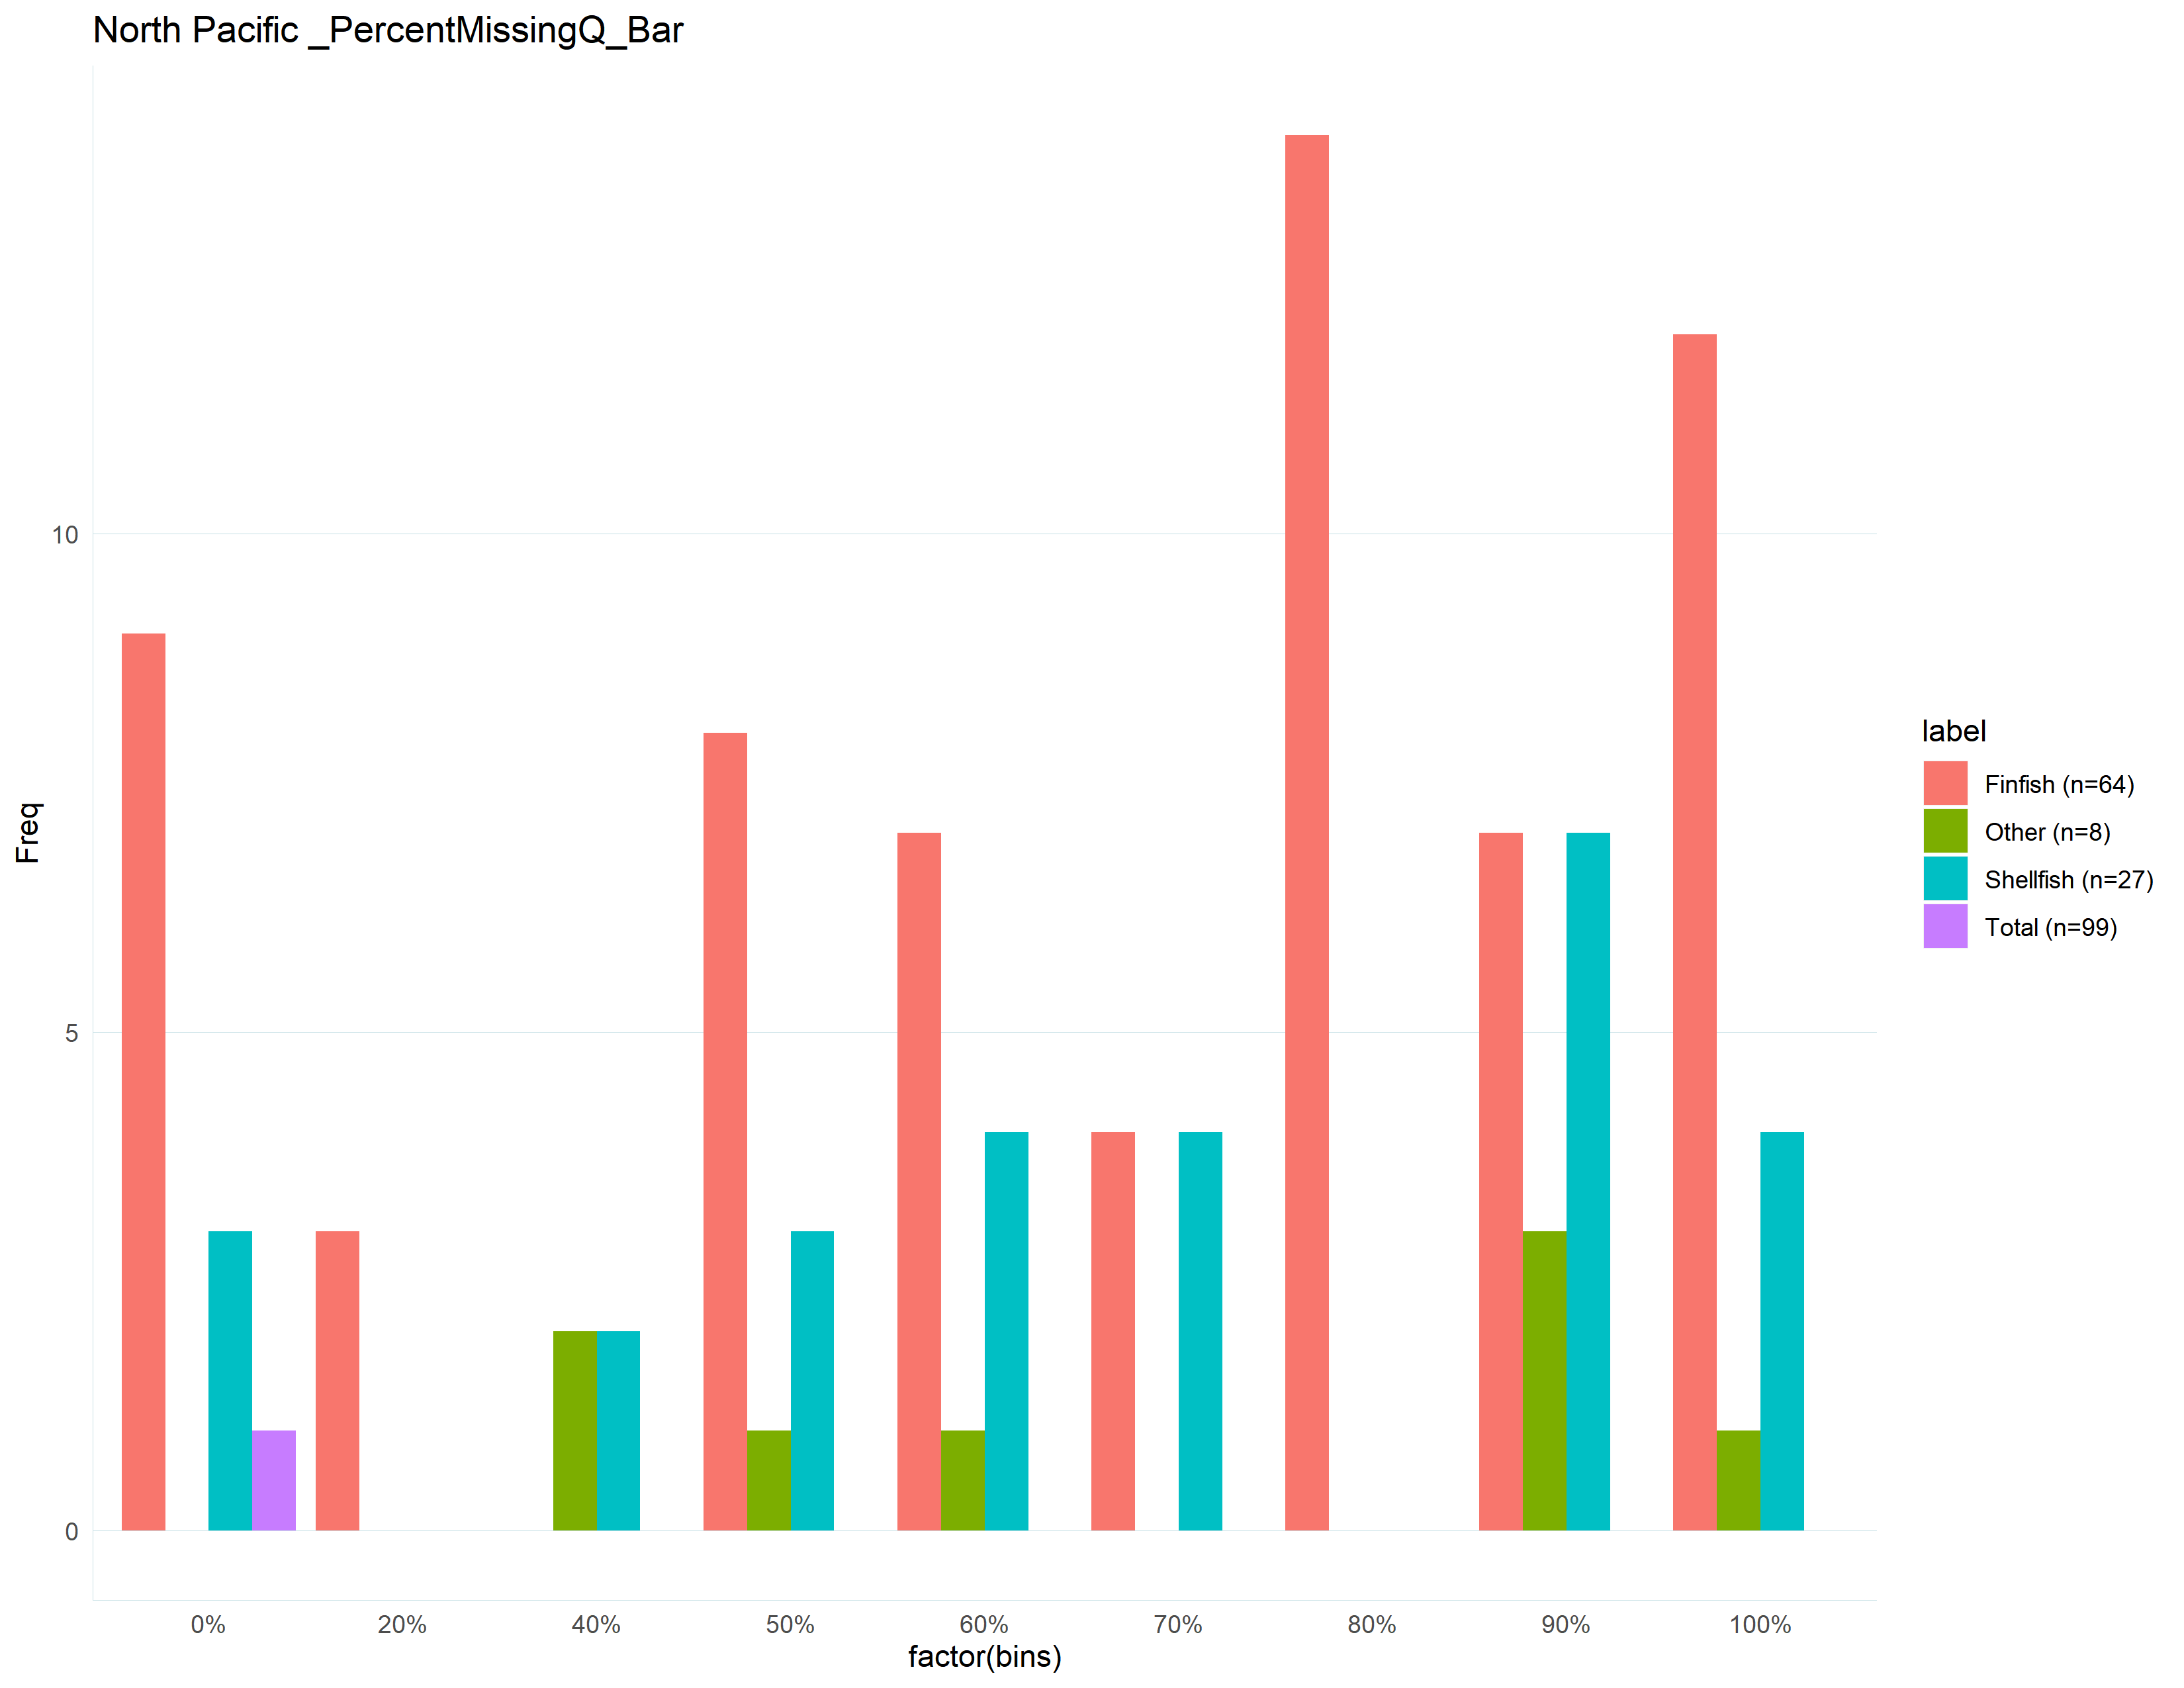 North Pacific _PercentMissingQ_Bar
10
5
0
Freq
0% 20% 40% 50% 60% 70% 80% 90% 100%
factor(bins)
label
Finfish (n=64)
Other (n=8)
Shellfish (n=27)
Total (n=99)